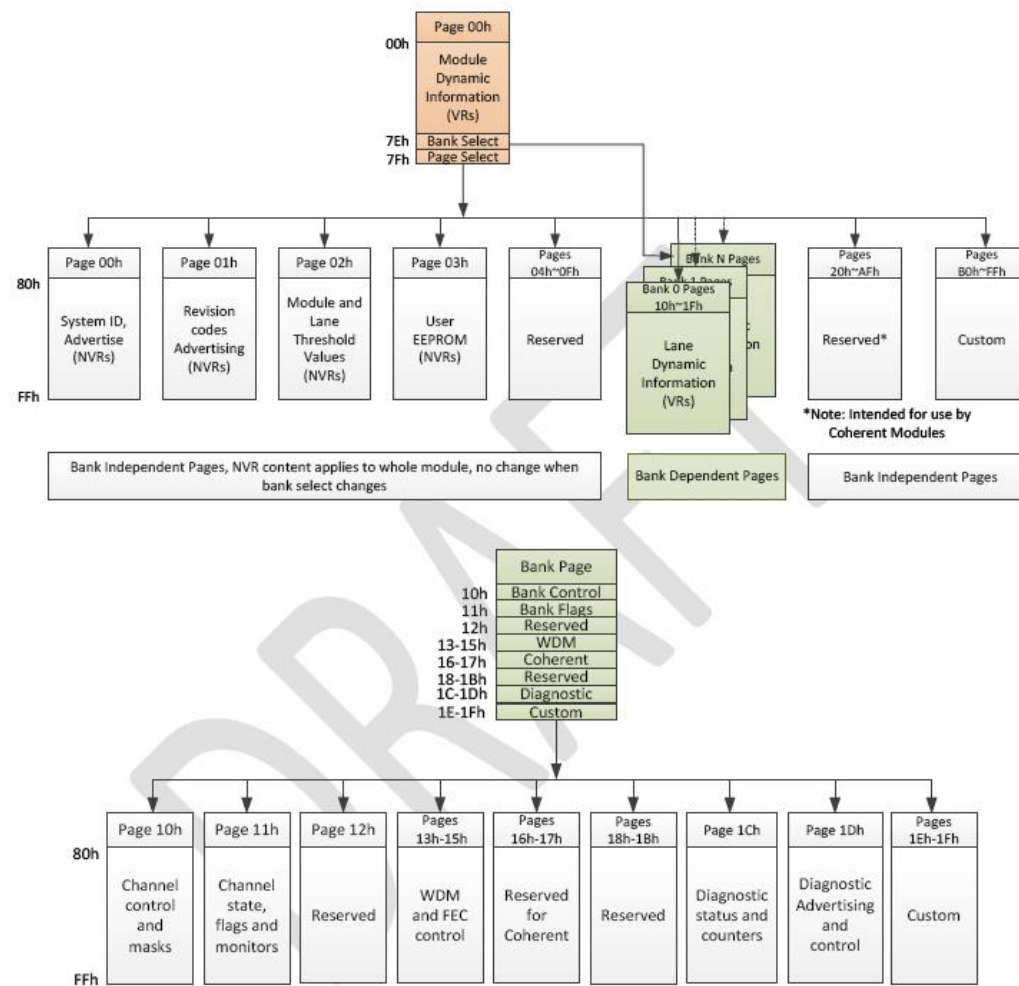 Page 00h
00h
Module
Dynamic
Information
(VRs)
7Eh
Bank Select
7Fh
Page Select
80h
FFh
Page 00h
System ID,
Advertise
(NVRs)
Page 01h
Revision
codes
Advertising
(NVRs)
Page 02h
Module and
Lane
Threshold
Values
(NVRs)
Page 03h
User
EEPROM
(NVRs)
Pages
04h~0Fh
Reserved
Bank N Pages
Bank 1 Pages
Bank 0 Pages
10h~1Fh
Lane
Dynamic
Information
(VRs)
Pages
20h~AFh
Reserved*
Pages
B0h~FFh
Custom
*Note: Intended for use by
Coherent Modules
Bank Independent Pages, NVR content applies to whole module, no change when
bank select changes
Bank Dependent Pages
Bank Independent Pages
Bank Page
10h
Bank Control
11h
Bank Flags
12h
Reserved
13-15h
WDM
16-17h
Coherent
18-1Bh
Reserved
1C-1Dh
Diagnostic
1E-1Fh
Custom
80h
FFh
Page 10h
Channel
control
and
masks
Page 11h
Channel
state,
flags and
monitors
Page 12h
Reserved
Pages
13h-15h
WDM
and FEC
control
Pages
16h-17h
Reserved
for
Coherent
Pages
18h-1Bh
Reserved
Page 1Ch
Diagnostic
status and
counters
Page 1Dh
Diagnostic
Advertising
and
control
Pages
1Eh-1Fh
Custom
DRAFT